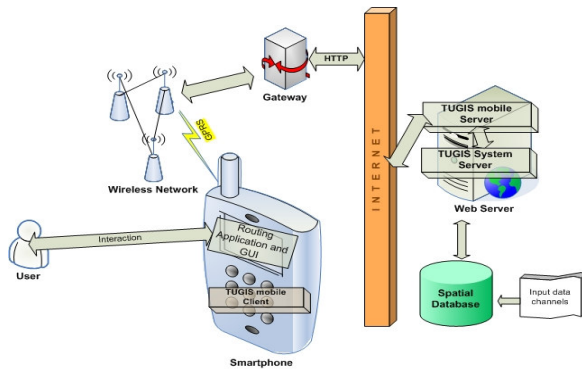 HTTP
Gateway
TUGIS mobile
Server
TUGIS System
Server
GPRS
INTERNET
Wireless Network
Web Server
Interaction
Routing
Application and
GUI
User
TUGIS mobile
Client
Spatial
Database
Input data
channels
Smartphone